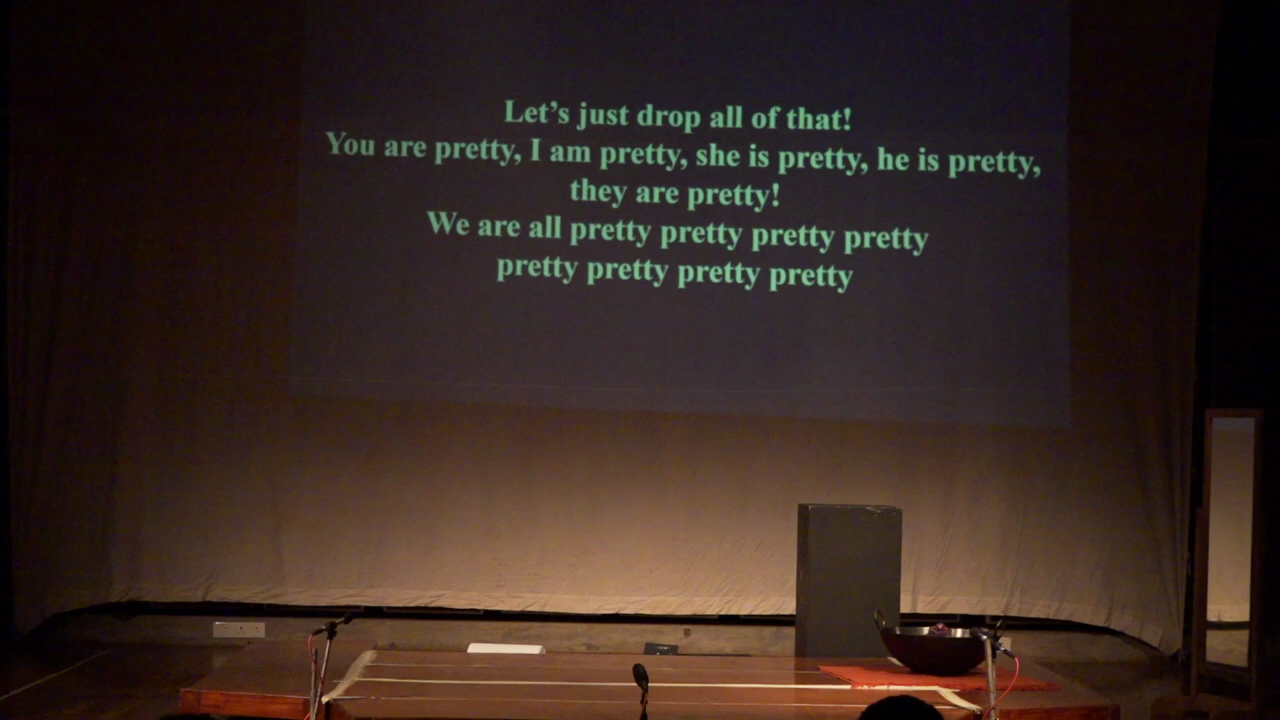 Let's just drop all of that!
You are pretty, I am pretty, she is pretty, he is pretty,
they are pretty!
We are all pretty pretty pretty pretty
pretty pretty pretty pretty